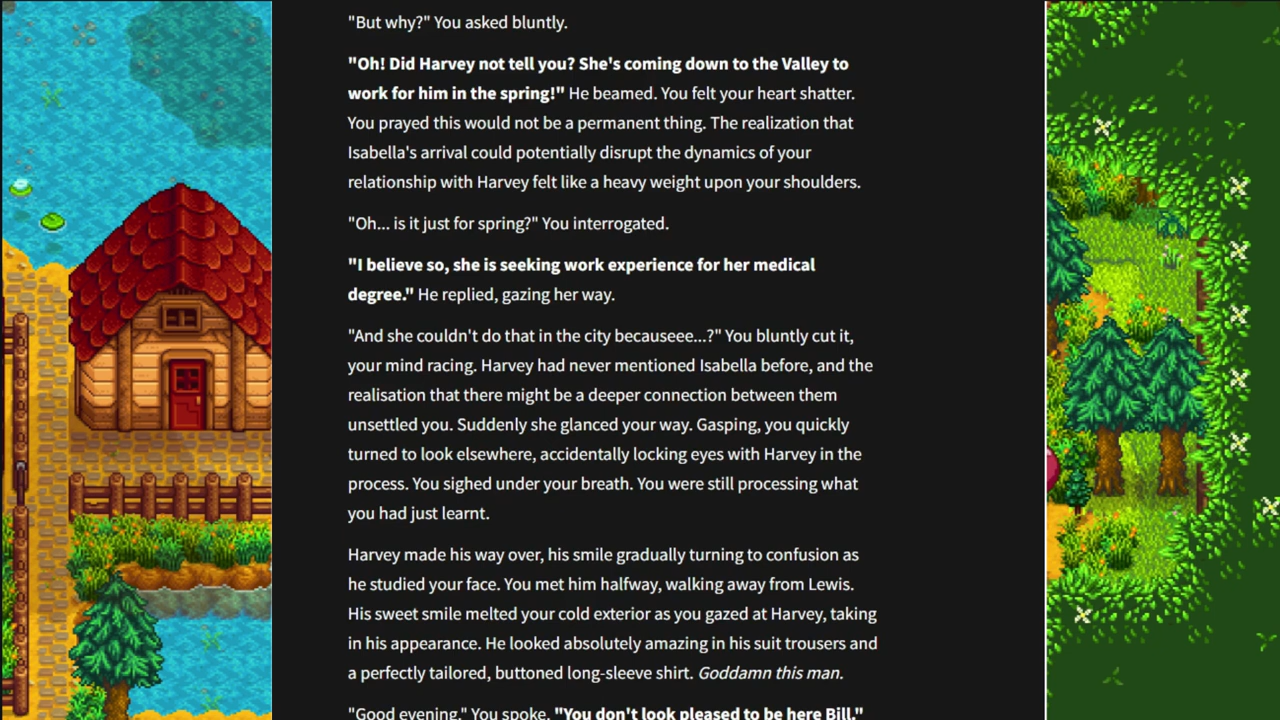 "But why?" You asked bluntly.
"Oh! Did Harvey not tell you? She's coming down to the Valley to
work for him in the spring!" He beamed. You felt your heart shatter.
You prayed this would not be a permanent thing. The realization that
Isabella's arrival could potentially disrupt the dynamics of your
relationship with Harvey felt like a heavy weight upon your shoulders.
"Oh... is it just for spring?" You interrogated.
"I believe so, she is seeking work experience for her medical
degree." He replied, gazing her way.
"And she couldn't do that in the city becauseee...?" You bluntly cut it,
your mind racing. Harvey had never mentioned Isabella before, and the
realisation that there might be a deeper connection between them
unsettled you. Suddenly she glanced your way. Gasping, you quickly
turned to look elsewhere, accidentally locking eyes with Harvey in the
process. You sighed under your breath. You were still processing what
you had just learnt.
Harvey made his way over, his smile gradually turning to confusion as
he studied your face. You met him halfway, walking away from Lewis.
His sweet smile melted your cold exterior as you gazed at Harvey, taking
in his appearance. He looked absolutely amazing in his suit trousers and
a perfectly tailored, buttoned long-sleeve shirt. Goddamn this man.
"Good evening." You spoke. "You don't look pleased to be here Bill."